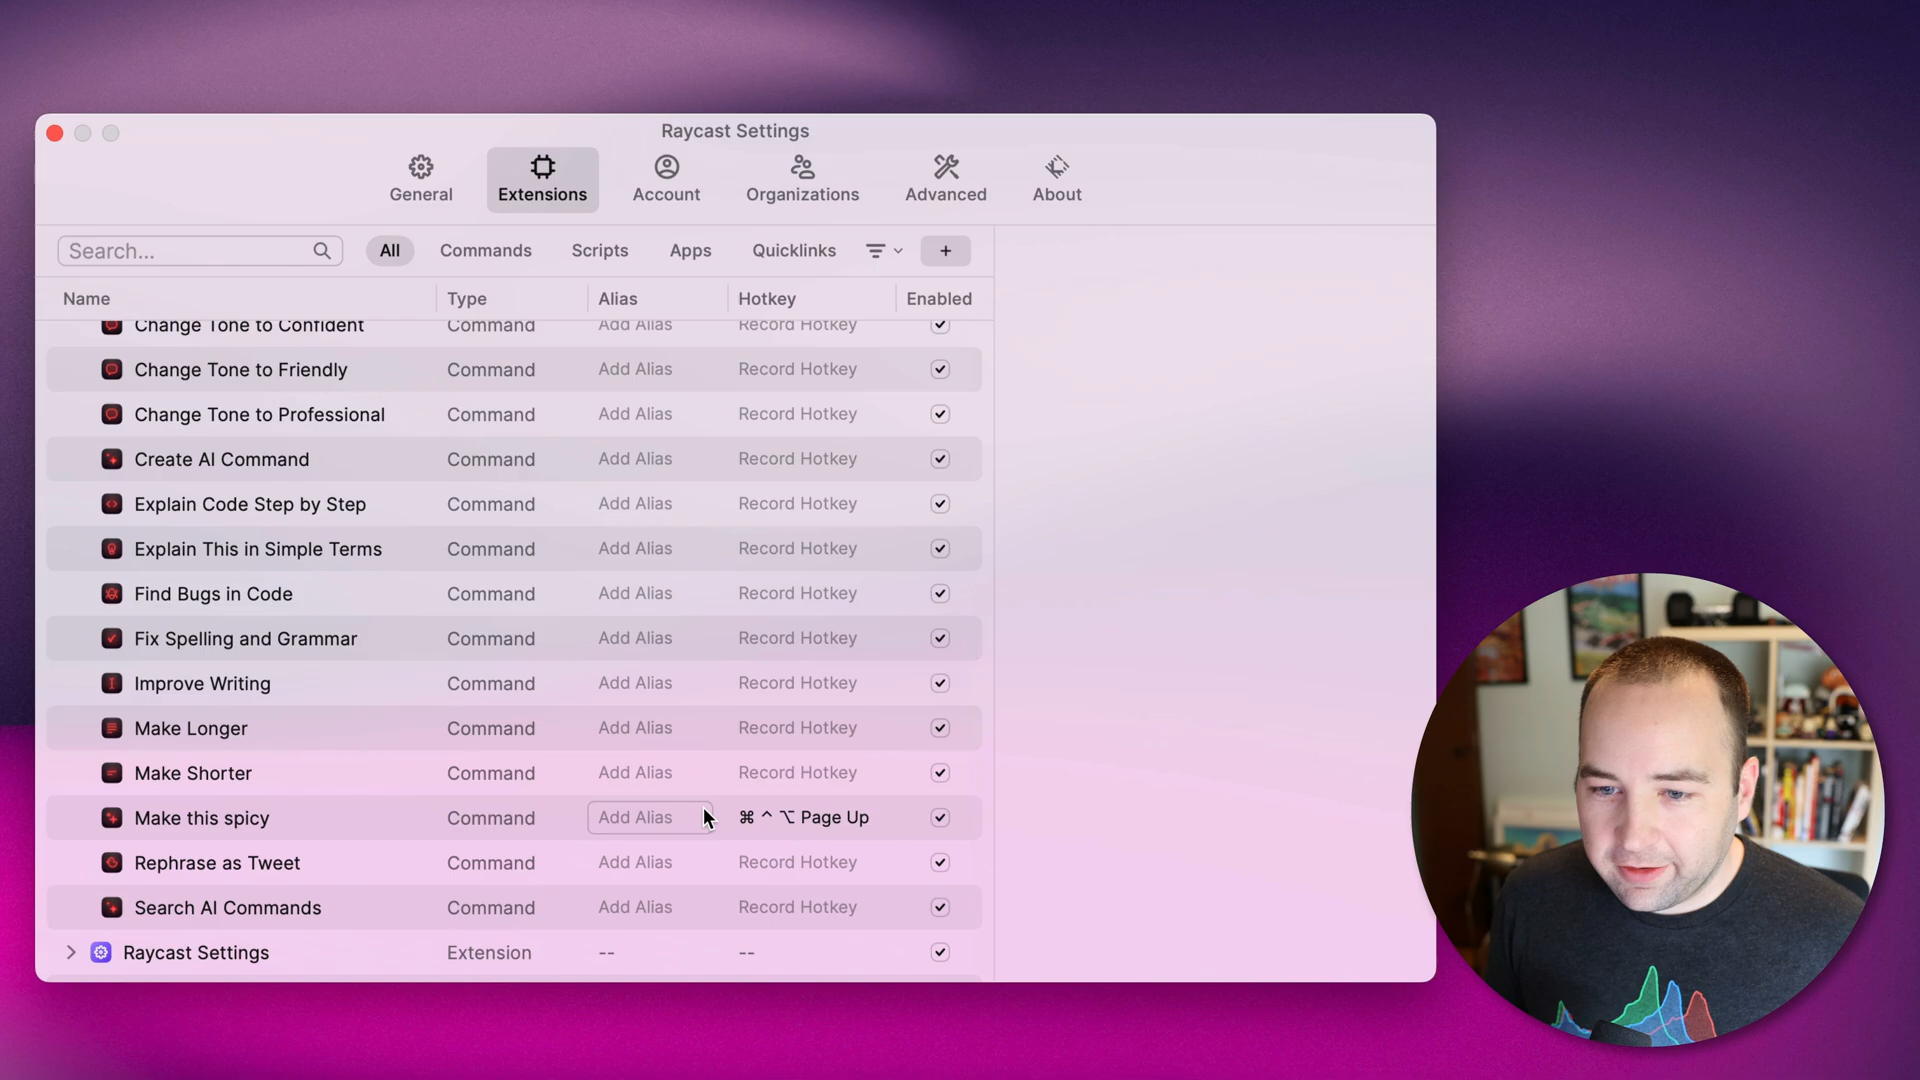 Raycast Settings
General Extensions Account Organizations Advanced About
Search... All Commands Scripts Apps Quicklinks +
Name Type Alias Hotkey Enabled
Change Tone to Confident Command Add Alias Record Hotkey
Change Tone to Friendly Command Add Alias Record Hotkey
Change Tone to Professional Command Add Alias Record Hotkey
Create AI Command Command Add Alias Record Hotkey
Explain Code Step by Step Command Add Alias Record Hotkey
Explain This in Simple Terms Command Add Alias Record Hotkey
Find Bugs in Code Command Add Alias Record Hotkey
Fix Spelling and Grammar Command Add Alias Record Hotkey
Improve Writing Command Add Alias Record Hotkey
Make Longer Command Add Alias Record Hotkey
Make Shorter Command Add Alias Record Hotkey
Make this spicy Command Add Alias ⌘ ^ ⌥ Page Up
Rephrase as Tweet Command Add Alias Record Hotkey
Search AI Commands Command Add Alias Record Hotkey
Raycast Settings Extension -- --